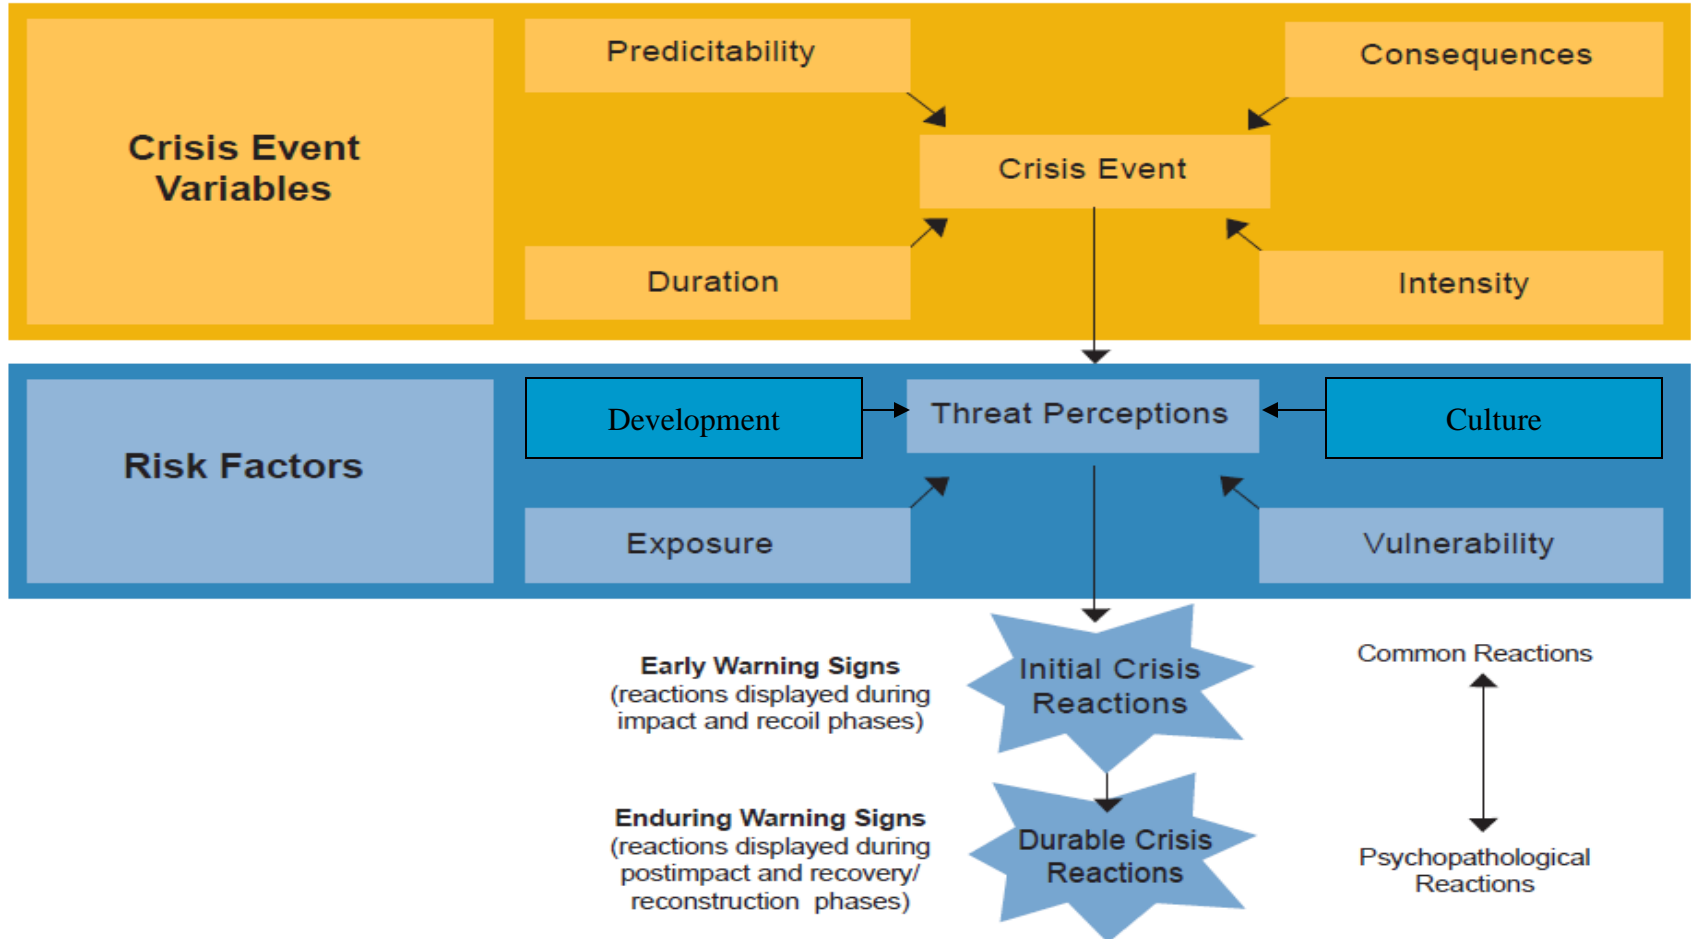 Crisis Event
Variables
Predicitability
Consequences
Crisis Event
Duration
Intensity
Risk Factors
Development
Threat Perceptions
Culture
Exposure
Vulnerability
Early Warning Signs
(reactions displayed during
impact and recoil phases)
Initial Crisis
Reactions
Common Reactions
Enduring Warning Signs
(reactions displayed during
postimpact and recovery/
reconstruction phases)
Durable Crisis
Reactions
Psychopathological
Reactions